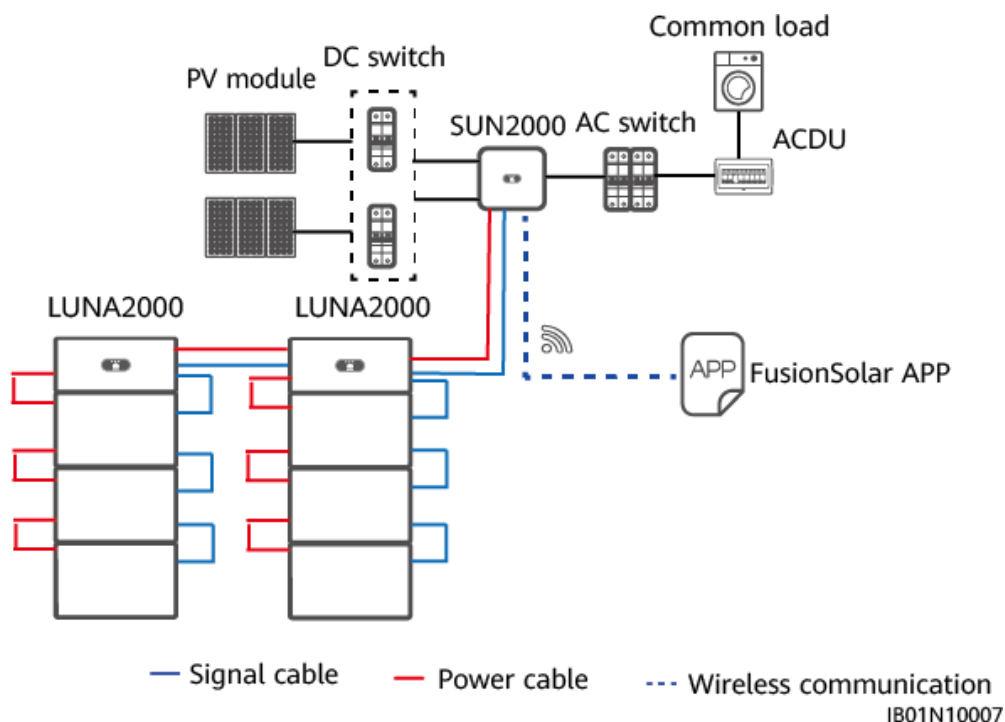 Common load
DC switch
PV module
SUN2000
AC switch
ACDU
LUNA2000
LUNA2000
APP
FusionSolar APP
Signal cable
Power cable
Wireless communication
IB01N10007